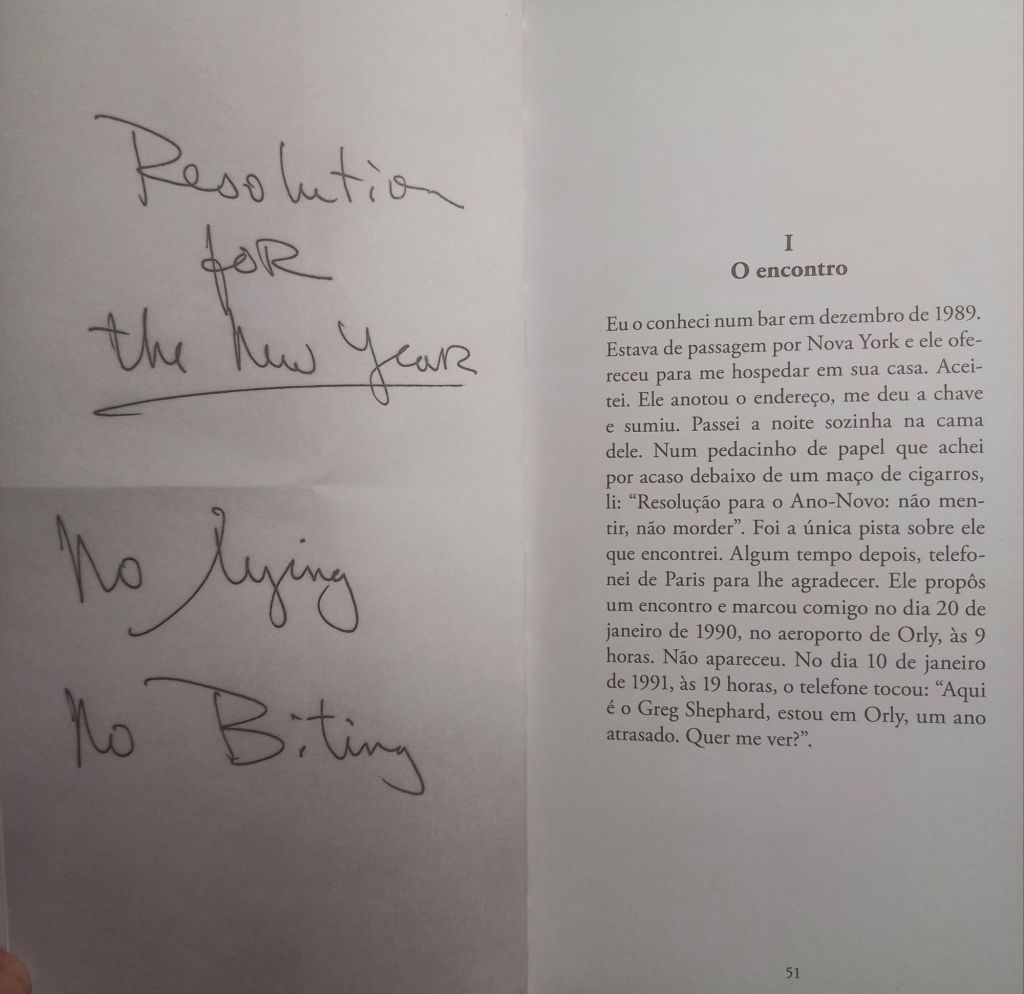 Resolution
for
the New Year
No lying
No Biting
I
O encontro
Eu o conheci num bar em dezembro de 1989.
Estava de passagem por Nova York e ele ofe-
receu para me hospedar em sua casa. Acei-
tei. Ele anotou o endereço, me deu a chave
e sumiu. Passei a noite sozinha na cama
dele. Num pedacinho de papel que achei
por acaso debaixo de um maço de cigarros,
li: “Resolução para o Ano-Novo: não men-
tir, não morder”. Foi a única pista sobre ele
que encontrei. Algum tempo depois, telefo-
nei de Paris para lhe agradecer. Ele propôs
um encontro e marcou comigo no dia 20 de
janeiro de 1990, no aeroporto de Orly, às 9
horas. Não apareceu. No dia 10 de janeiro
de 1991, às 19 horas, o telefone tocou: “Aqui
é o Greg Shephard, estou em Orly, um ano
atrasado. Quer me ver?”.
51